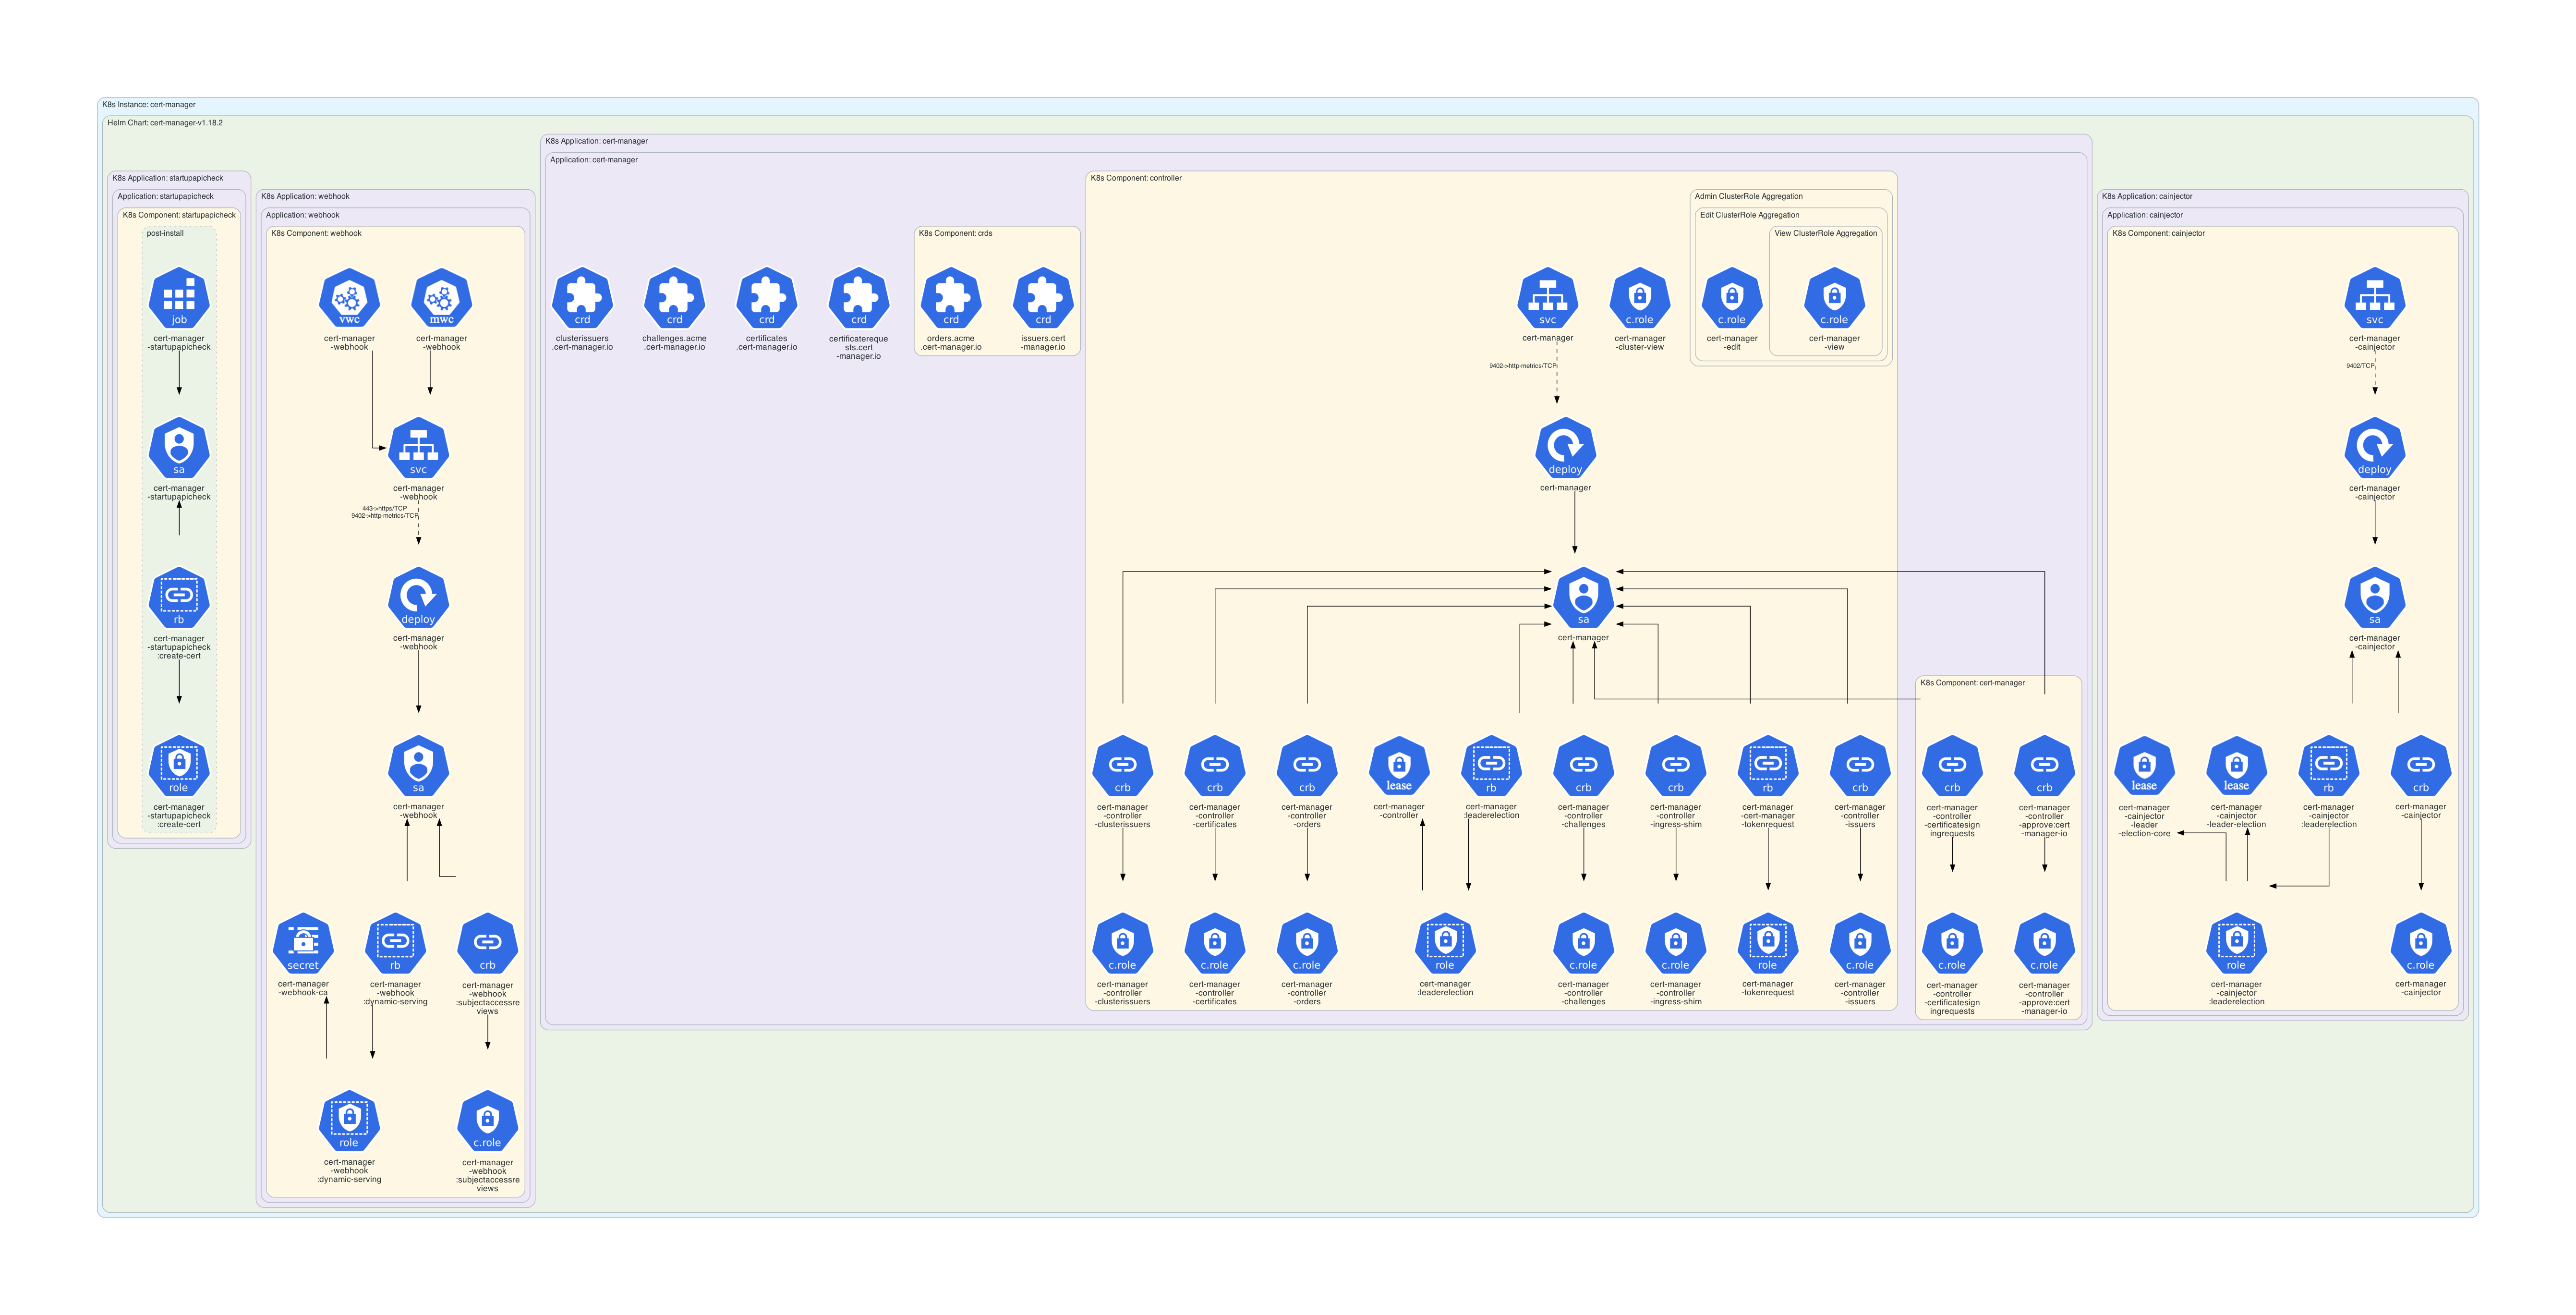 K8s Instance: cert-manager
Helm Chart: cert-manager-v1.18.2
K8s Application: startupapicheck
Application: startupapicheck
K8s Component: startupapicheck
post-install
job
cert-manager
-startupapicheck
sa
cert-manager
-startupapicheck
rb
cert-manager
-startupapicheck
:create-cert
role
cert-manager
-startupapicheck
:create-cert
K8s Application: webhook
Application: webhook
K8s Component: webhook
vwc
cert-manager
-webhook
mwc
cert-manager
-webhook
svc
cert-manager
-webhook
443->https/TCP
9402->http-metrics/TCP
deploy
cert-manager
-webhook
sa
cert-manager
-webhook
secret
cert-manager
-webhook-ca
rb
cert-manager
-webhook
:dynamic-serving
crb
cert-manager
-webhook
:subjectaccessre
views
role
cert-manager
-webhook
:dynamic-serving
c.role
cert-manager
-webhook
:subjectaccessre
views
K8s Application: cert-manager
Application: cert-manager
crd
clusterissuers
.cert-manager.io
crd
challenges.acme
.cert-manager.io
crd
certificates
.cert-manager.io
crd
certificatereque
sts.cert
-manager.io
K8s Component: crds
crd
orders.acme
.cert-manager.io
crd
issuers.cert
-manager.io
K8s Component: controller
svc
cert-manager
9402->http-metrics/TCP
c.role
cert-manager
-cluster-view
Admin ClusterRole Aggregation
Edit ClusterRole Aggregation
c.role
cert-manager
-edit
View ClusterRole Aggregation
c.role
cert-manager
-view
deploy
cert-manager
sa
cert-manager
crb
cert-manager
-controller
-clusterissuers
crb
cert-manager
-controller
-certificates
crb
cert-manager
-controller
-orders
lease
cert-manager
-controller
rb
cert-manager
:leaderelection
crb
cert-manager
-controller
-challenges
crb
cert-manager
-controller
-ingress-shim
rb
cert-manager
-cert-manager
-tokenrequest
crb
cert-manager
-controller
-issuers
c.role
cert-manager
-controller
-clusterissuers
c.role
cert-manager
-controller
-certificates
c.role
cert-manager
-controller
-orders
role
cert-manager
:leaderelection
c.role
cert-manager
-controller
-challenges
c.role
cert-manager
-controller
-ingress-shim
role
cert-manager
-tokenrequest
c.role
cert-manager
-controller
-issuers
K8s Component: cert-manager
crb
cert-manager
-controller
-certificatesign
ingrequests
crb
cert-manager
-controller
-approve:cert
-manager-io
c.role
cert-manager
-controller
-certificatesign
ingrequests
c.role
cert-manager
-controller
-approve:cert
-manager-io
K8s Application: cainjector
Application: cainjector
K8s Component: cainjector
svc
cert-manager
-cainjector
9402/TCP
deploy
cert-manager
-cainjector
sa
cert-manager
-cainjector
lease
cert-manager
-cainjector
-leader
-election-core
lease
cert-manager
-cainjector
-leader-election
rb
cert-manager
-cainjector
:leaderelection
crb
cert-manager
-cainjector
role
cert-manager
-cainjector
:leaderelection
c.role
cert-manager
-cainjector